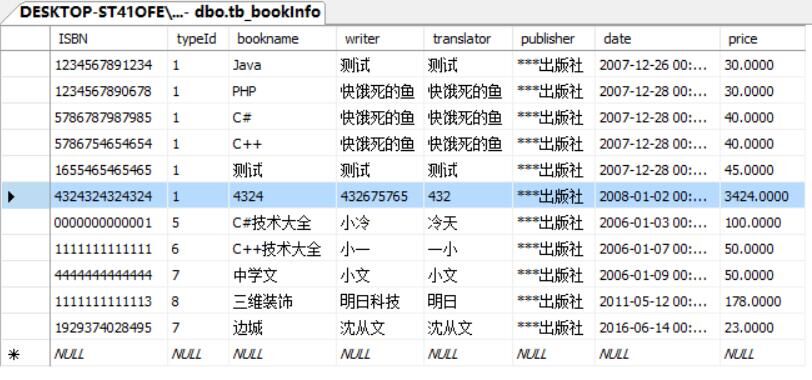 DESKTOP-ST41OFE\...- dbo.tb_bookInfo
ISBN typeId bookname writer translator publisher date price
1234567891234 1 Java 测试 测试 ***出版社 2007-12-26 00:... 30.0000
1234567890678 1 PHP 快饿死的鱼 快饿死的鱼 ***出版社 2007-12-28 00:... 30.0000
5786787987985 1 C# 快饿死的鱼 快饿死的鱼 ***出版社 2007-12-28 00:... 40.0000
5786754654654 1 C++ 快饿死的鱼 快饿死的鱼 ***出版社 2007-12-28 00:... 40.0000
1655465465465 1 测试 测试 测试 ***出版社 2007-12-28 00:... 45.0000
4324324324324 1 4324 432675765 432 ***出版社 2008-01-02 00:... 3424.0000
0000000000001 5 C#技术大全 小冷 冷天 ***出版社 2006-01-03 00:... 100.0000
1111111111111 6 C++技术大全 小一 一小 ***出版社 2006-01-07 00:... 50.0000
4444444444444 7 中学文 小文 小文 ***出版社 2006-01-09 00:... 50.0000
1111111111113 8 三维装饰 明日科技 明日 ***出版社 2011-05-12 00:... 178.0000
1929374028495 7 边城 沈从文 沈从文 ***出版社 2016-06-14 00:... 23.0000
NULL NULL NULL NULL NULL NULL NULL NULL